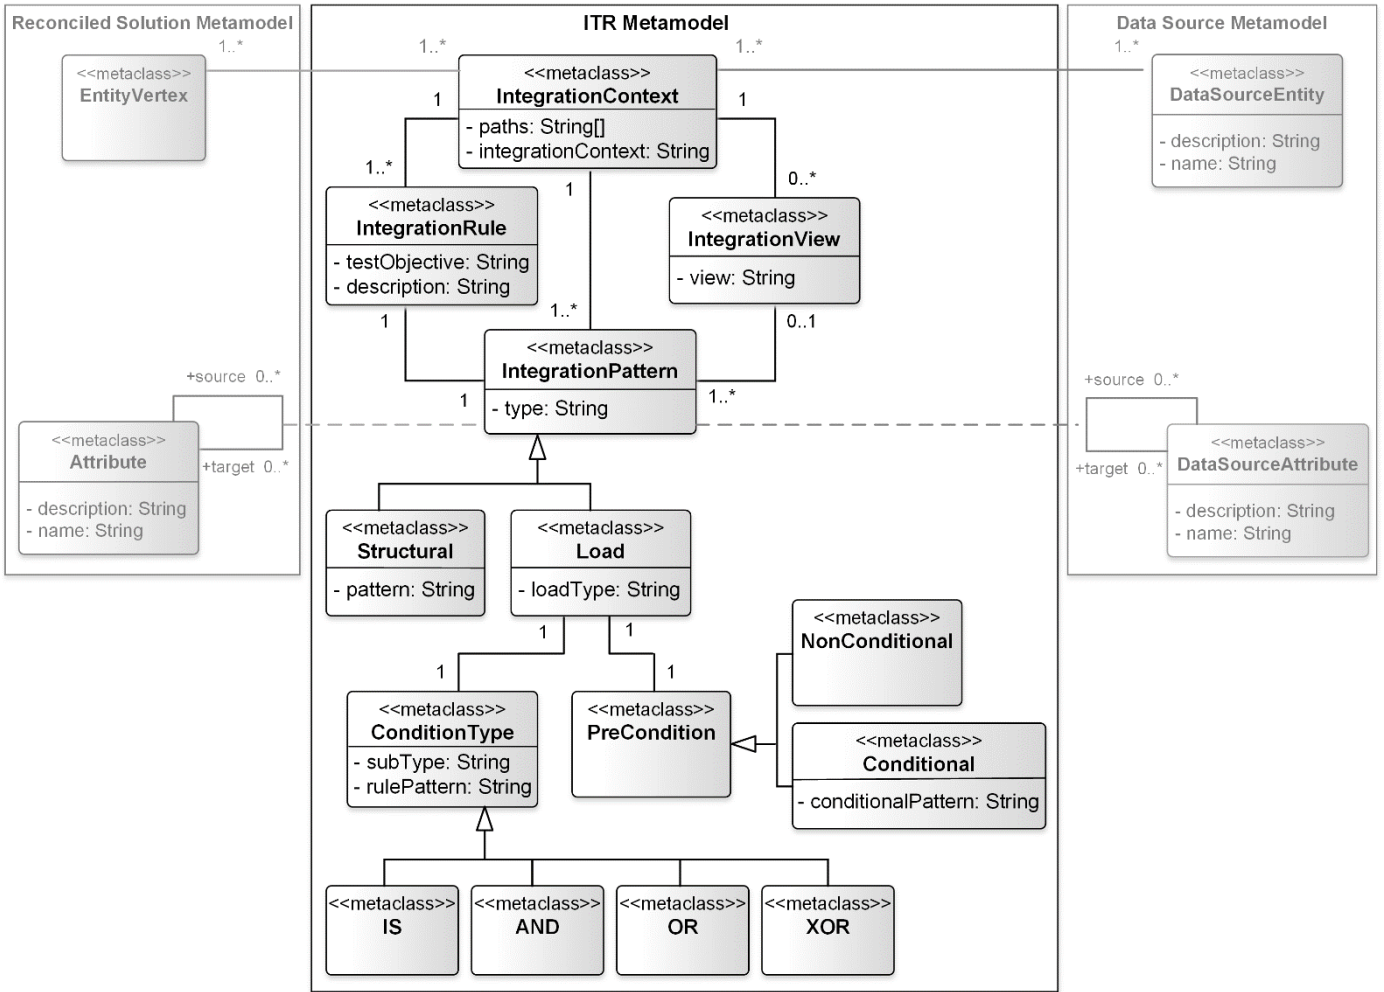 Reconciled Solution Metamodel
ITR Metamodel
Data Source Metamodel
1..*
1..*
1..*
1..*
<<metaclass>>
EntityVertex
<<metaclass>>
IntegrationContext
- paths: String[]
- integrationContext: String
<<metaclass>>
DataSourceEntity
- description: String
- name: String
1
1
1..*
1
0..*
<<metaclass>>
IntegrationRule
- testObjective: String
- description: String
<<metaclass>>
IntegrationView
- view: String
1
1..*
0..1
<<metaclass>>
IntegrationPattern
- type: String
1
1..*
+source 0..*
<<metaclass>>
Attribute
- description: String
- name: String
+target 0..*
+source 0..*
+target 0..*
<<metaclass>>
DataSourceAttribute
- description: String
- name: String
<<metaclass>>
Structural
- pattern: String
<<metaclass>>
Load
- loadType: String
1
1
1
1
<<metaclass>>
NonConditional
<<metaclass>>
ConditionType
- subType: String
- rulePattern: String
<<metaclass>>
PreCondition
<<metaclass>>
Conditional
- conditionalPattern: String
<<metaclass>>
IS
<<metaclass>>
AND
<<metaclass>>
OR
<<metaclass>>
XOR